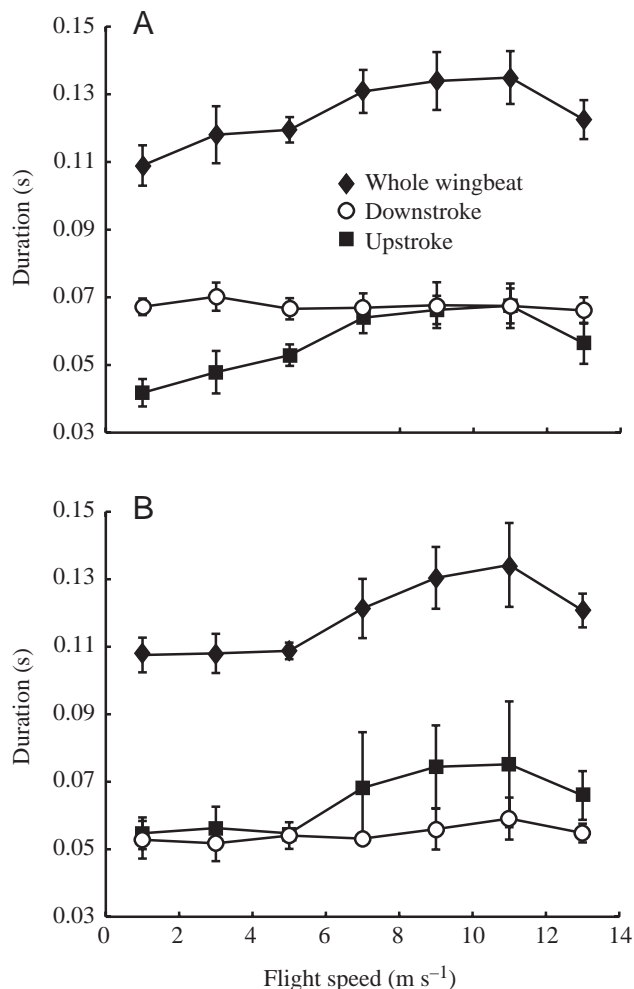 A
0.15
0.13
0.11
0.09
0.07
0.05
0.03
Duration (s)
Whole wingbeat
Downstroke
Upstroke
B
0.15
0.13
0.11
0.09
0.07
0.05
0.03
Duration (s)
0 2 4 6 8 10 12 14
Flight speed (m s⁻¹)